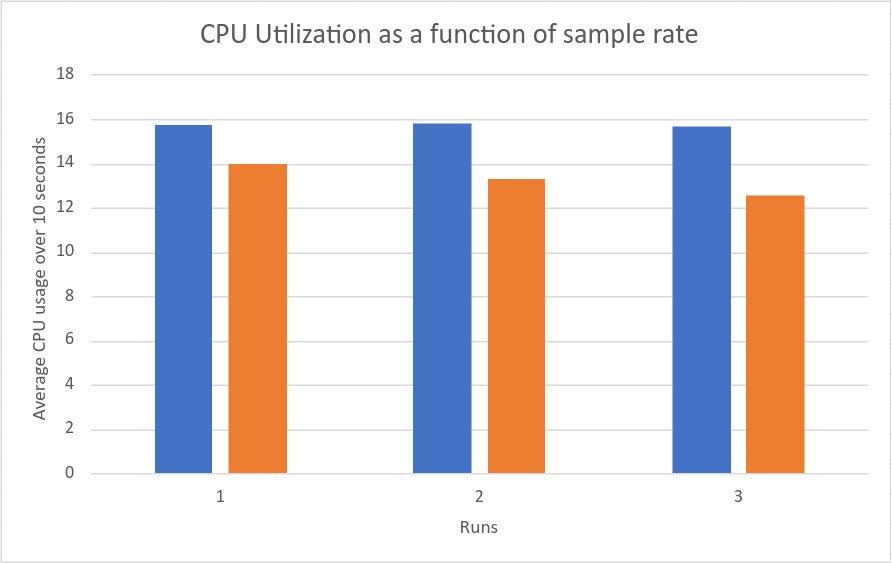 CPU Utilization as a function of sample rate
18
16
14
12
10
8
6
4
2
0
Average CPU usage over 10 seconds
1 2 3
Runs